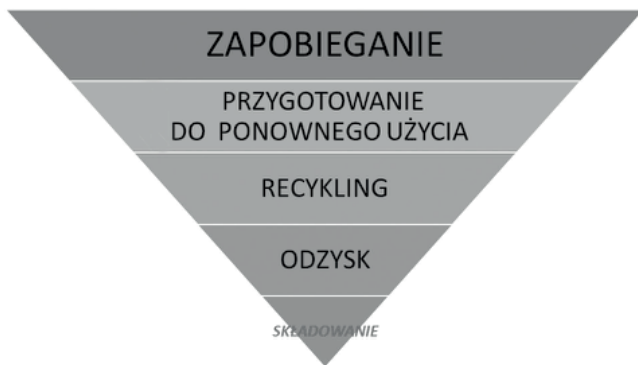 ZAPOBIEGANIE
PRZYGOTOWANIE
DO PONOWNEGO UŻYCIA
RECYKLING
ODZYSK
SKŁADOWANIE